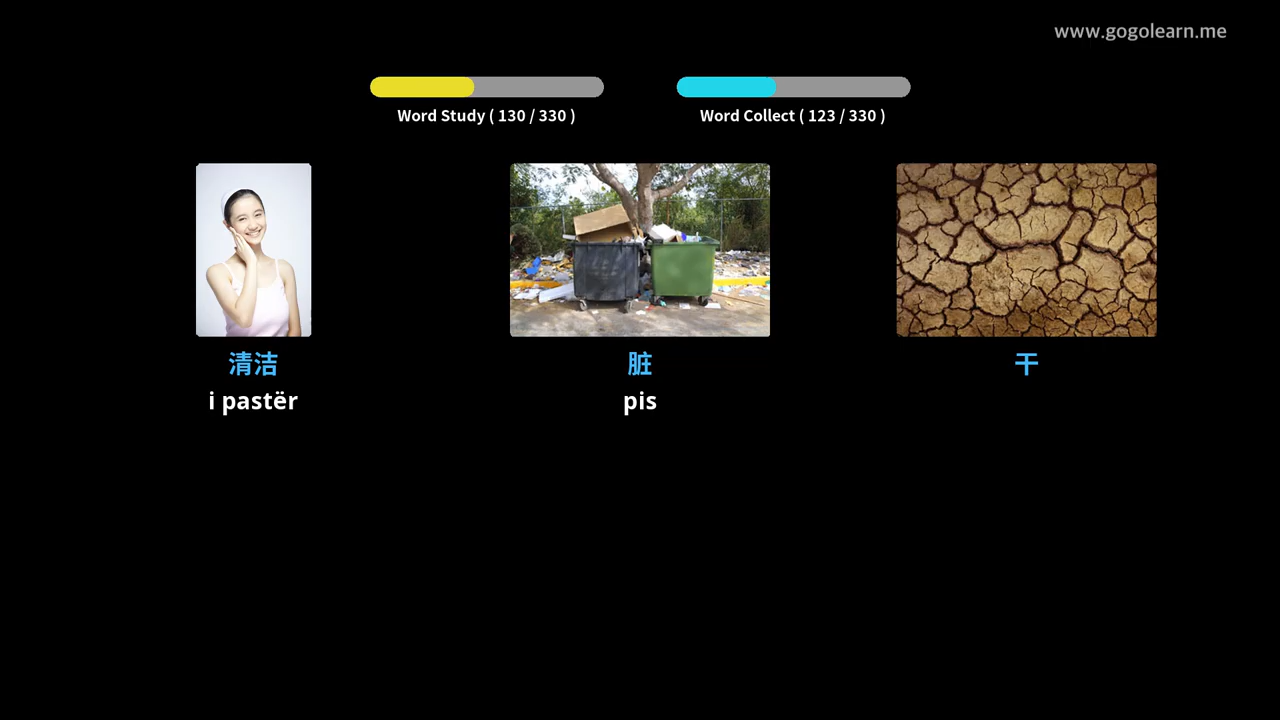 www.gogolearn.me
Word Study ( 130 / 330 )
Word Collect ( 123 / 330 )
清洁
脏
干
i pastër
pis